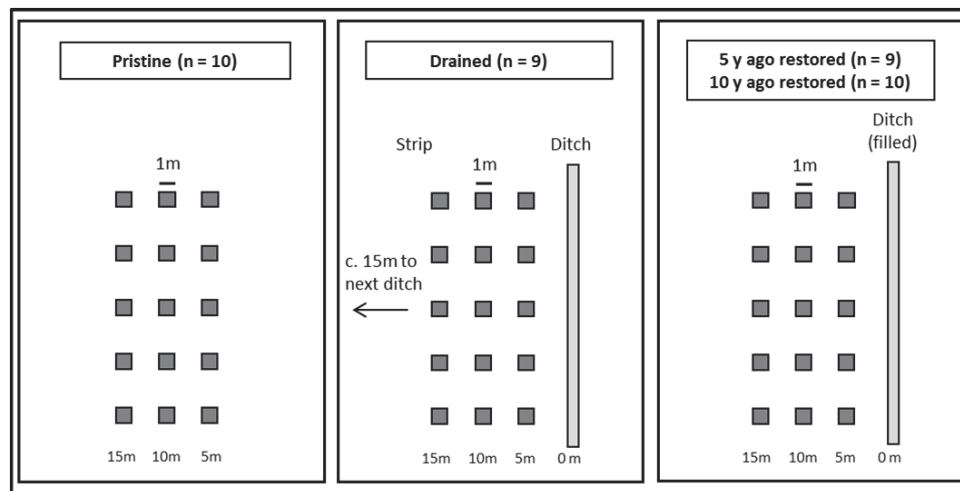 Pristine (n = 10)
1m
15m 10m 5m
Drained (n = 9)
Strip Ditch
1m
c. 15m to
next ditch
15m 10m 5m 0 m
5 y ago restored (n = 9)
10 y ago restored (n = 10)
Ditch
(filled)
1m
15m 10m 5m 0 m